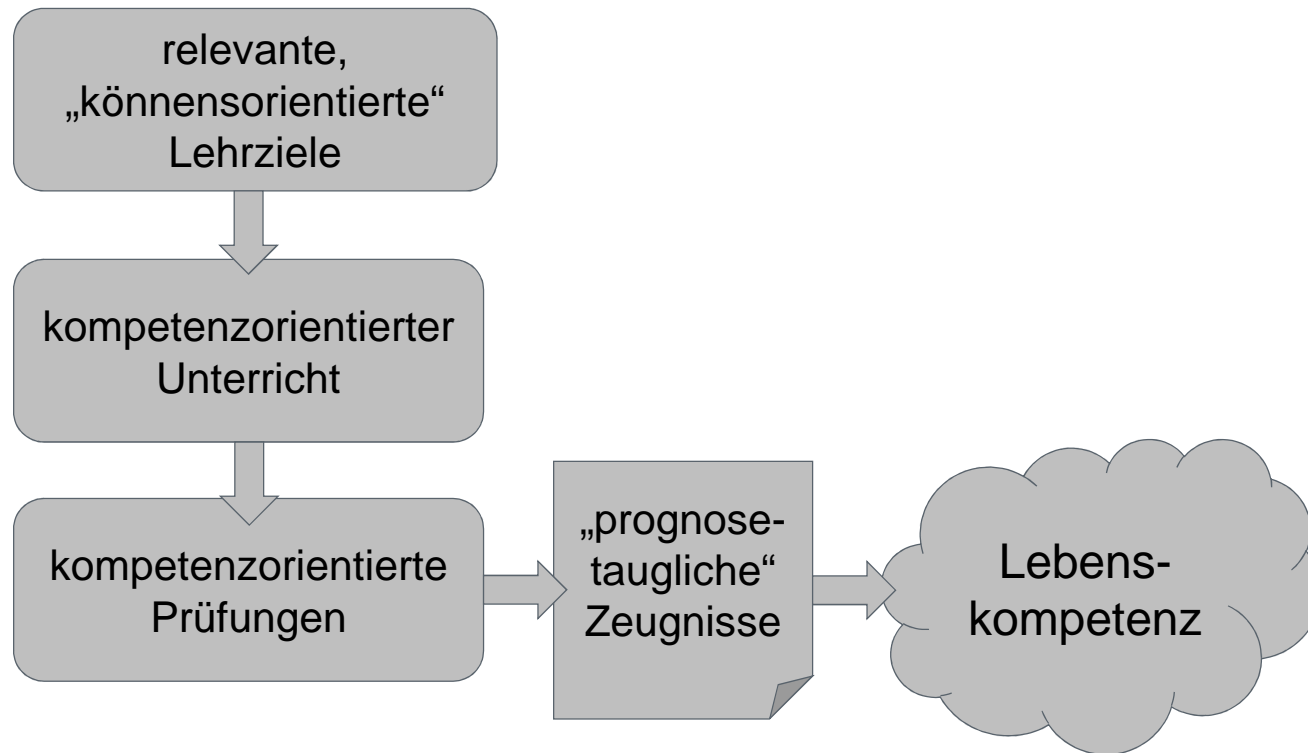 relevante,
„könnensorientierte“
Lehrziele
kompetenzorientierter
Unterricht
kompetenzorientierte
Prüfungen
„prognose-
taugliche“
Zeugnisse
Lebens-
kompetenz